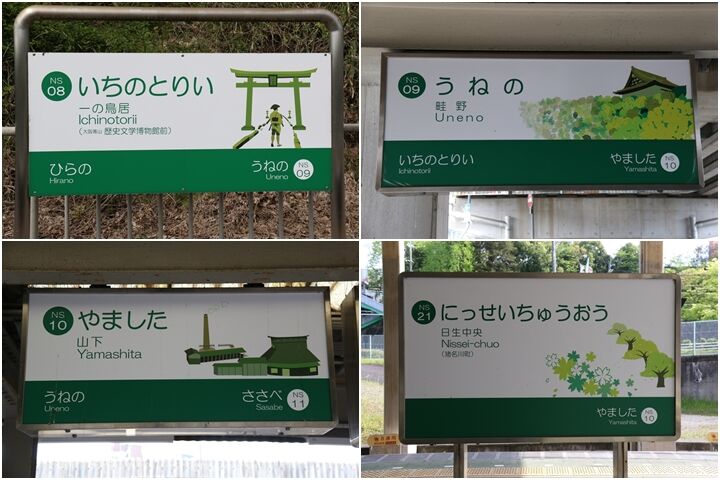 NS
08
いちのとりい
一の鳥居
Ichinotorii
(大阪青山 歴史文学博物館前)
ひらの
Hirano
うねの
Uneno
NS
09
NS
09
うねの
畦野
Uneno
いちのとりい
Ichinotorii
やました
Yamashita
NS
10
NS
10
やました
山下
Yamashita
うねの
Uneno
ささべ
Sasabe
NS
11
NS
21
にっせいちゅうおう
日生中央
Nissei-chuo
(猪名川町)
やました
Yamashita
NS
10